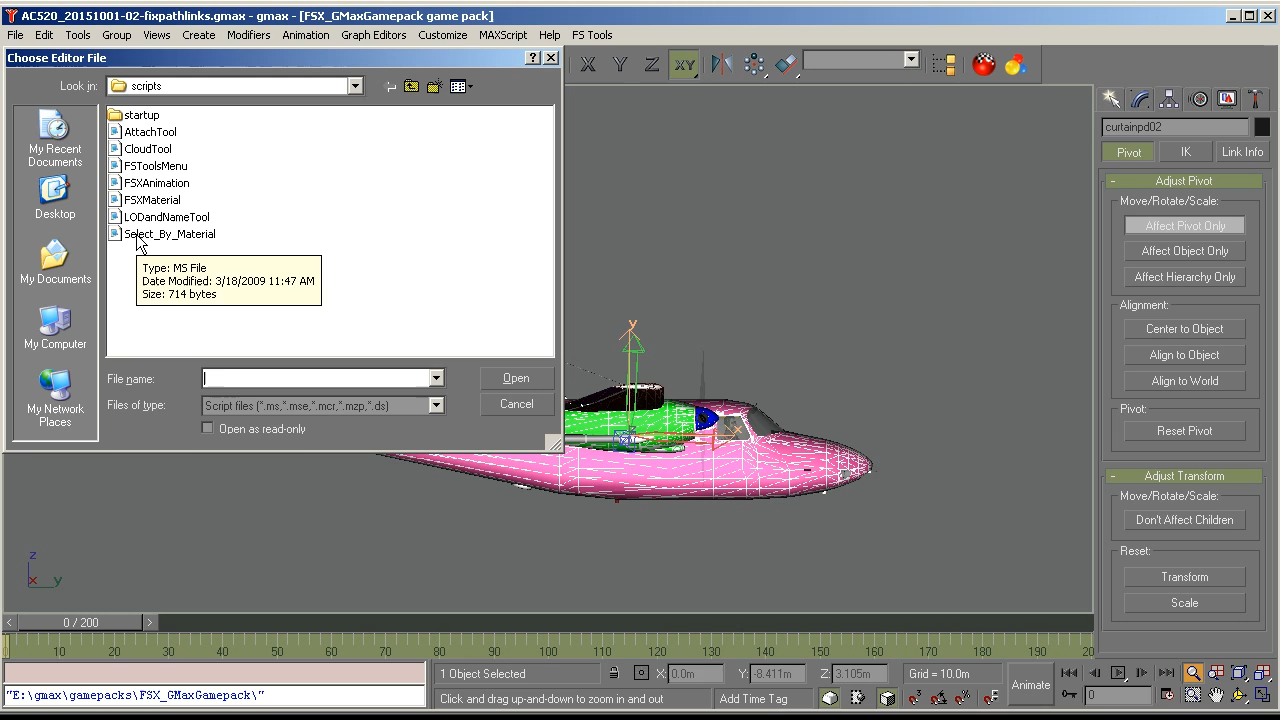 AC520_20151001-02-fixpathlinks.gmax - gmax - [FSX_GMaxGamepack game pack]
File Edit Tools Group Views Create Modifiers Animation Graph Editors Customize MAXScript Help FS Tools
Choose Editor File
Look in: scripts
My Recent Documents
Desktop
My Documents
My Computer
My Network Places
startup
AttachTool
CloudTool
FSToolsMenu
FSXAnimation
FSXMaterial
LODandNameTool
Select_By_Material
Type: MS File
Date Modified: 3/18/2009 11:47 AM
Size: 714 bytes
File name:
Open
Files of type: Script files (*.ms,*.mse,*.mcr,*.mzp,*.ds)
Cancel
Open as read-only
X Y Z XY
curtainpd02
Pivot IK Link Info
- Adjust Pivot
Move/Rotate/Scale:
Affect Pivot Only
Affect Object Only
Affect Hierarchy Only
Alignment:
Center to Object
Align to Object
Align to World
Pivot:
Reset Pivot
- Adjust Transform
Move/Rotate/Scale:
Don't Affect Children
Reset:
Transform
Scale
y
z
x y
< 0 / 200 >
10 20 30 40 50 60 70 80 90 100 110 120 130 140 150 160 170 180 190 20
"E:\gmax\gamepacks\FSX_GMaxGamepack\"
1 Object Selected X: 0.0m Y: -8.411m Z: 3.105m Grid = 10.0m
Click and drag up-and-down to zoom in and out Add Time Tag
Animate
0